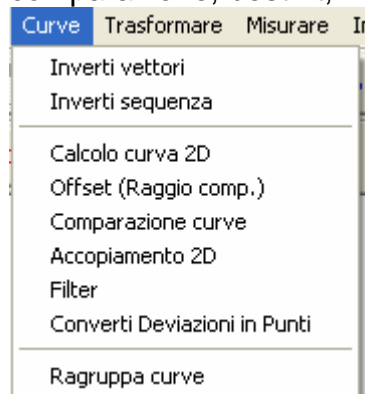 Curve Trasformare Misurare
Inverti vettori
Inverti sequenza
Calcolo curva 2D
Offset (Raggio comp.)
Comparazione curve
Accopiamento 2D
Filter
Converti Deviazioni in Punti
Ragruppa curve